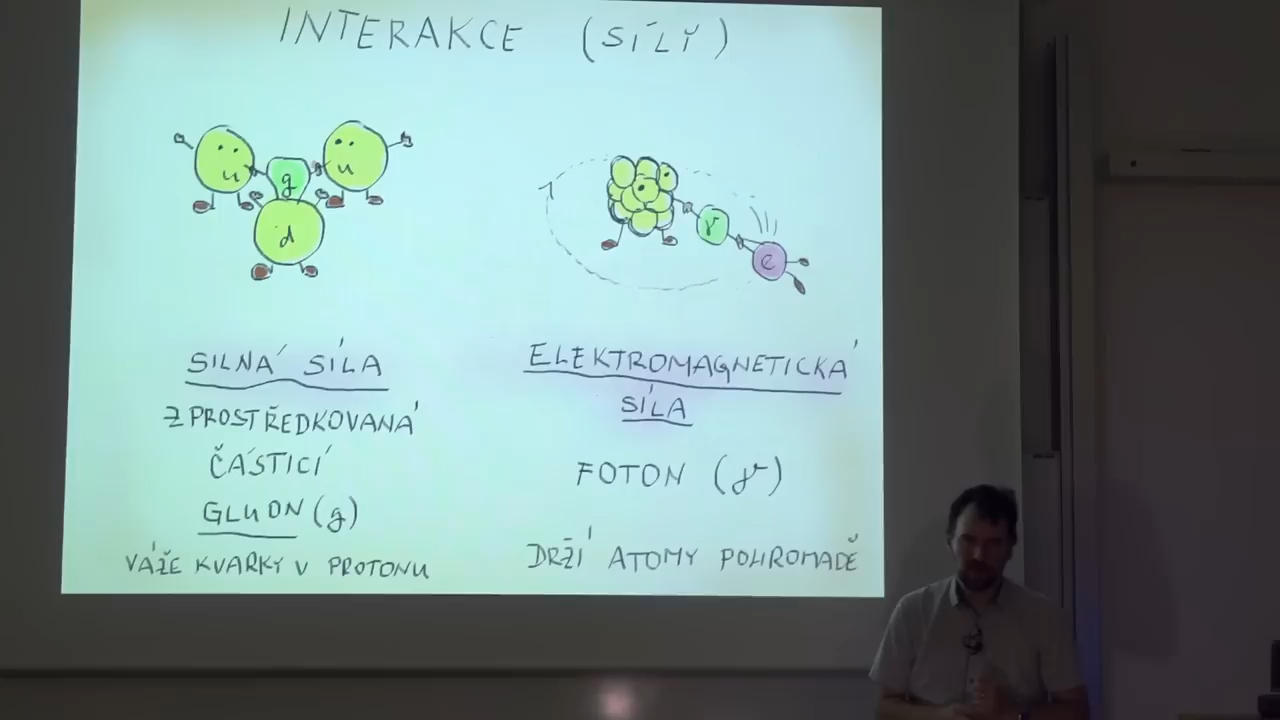 INTERAKCE (SÍLY)
u g u
d
γ
e
SILNÁ SÍLA
ZPROSTŘEDKOVANÁ
ČÁSTICÍ
GLUON (g)
VÁŽE KVARKY V PROTONU
ELEKTROMAGNETICKÁ
SÍLA
FOTON (γ)
DRŽÍ ATOMY POHROMADĚ